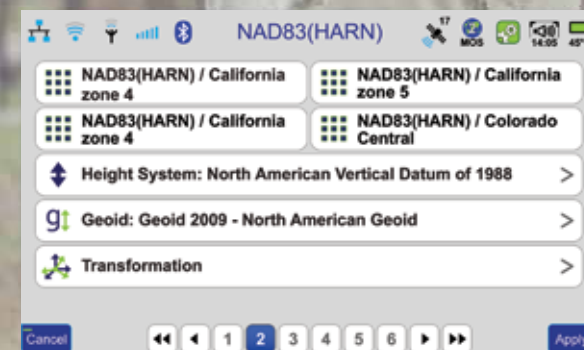 NAD83(HARN)
17
MOS
14:05
45°
NAD83(HARN) / California
zone 4
NAD83(HARN) / California
zone 5
NAD83(HARN) / California
zone 4
NAD83(HARN) / Colorado
Central
Height System: North American Vertical Datum of 1988 >
g Geoid: Geoid 2009 - North American Geoid >
Transformation >
Cancel
1 2 3 4 5 6
Apply